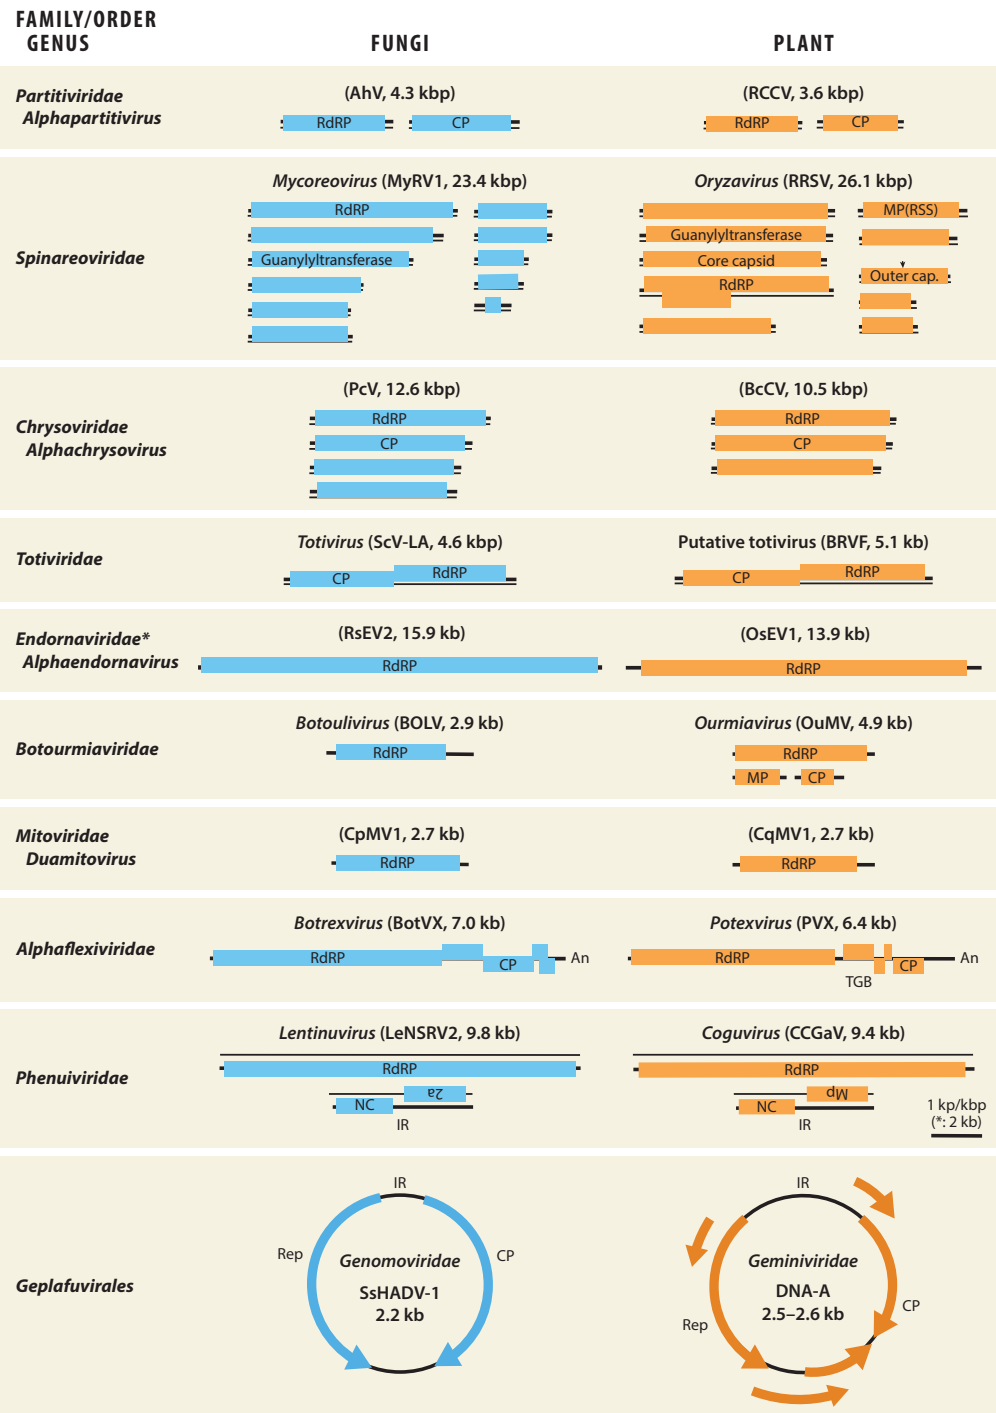 FAMILY/ORDER
GENUS
FUNGI
PLANT
Partitiviridae
Alphapartitivirus
(AhV, 4.3 kbp)
RdRP
CP
(RCCV, 3.6 kbp)
RdRP
CP
Spinareoviridae
Mycoreovirus (MyRV1, 23.4 kbp)
RdRP
Guanylyltransferase
Oryzavirus (RRSV, 26.1 kbp)
MP(RSS)
Guanylyltransferase
Core capsid
RdRP
Outer cap.
Chrysoviridae
Alphachrysovirus
(PcV, 12.6 kbp)
RdRP
CP
(BcCV, 10.5 kbp)
RdRP
CP
Totiviridae
Totivirus (ScV-LA, 4.6 kbp)
CP
RdRP
Putative totivirus (BRVF, 5.1 kb)
CP
RdRP
Endornaviridae*
Alphaendornavirus
(RsEV2, 15.9 kb)
RdRP
(OsEV1, 13.9 kb)
RdRP
Botourmiaviridae
Botoulivirus (BOLV, 2.9 kb)
RdRP
Ourmiavirus (OuMV, 4.9 kb)
RdRP
MP
CP
Mitoviridae
Duamitovirus
(CpMV1, 2.7 kb)
RdRP
(CqMV1, 2.7 kb)
RdRP
Alphaflexiviridae
Botrexvirus (BotVX, 7.0 kb)
RdRP
CP
An
Potexvirus (PVX, 6.4 kb)
RdRP
CP
An
TGB
Phenuiviridae
Lentinuvirus (LeNSRV2, 9.8 kb)
RdRP
2a
NC
IR
Coguvirus (CCGaV, 9.4 kb)
RdRP
Mp
NC
IR
1 kp/kbp
(*: 2 kb)
Geplafuvirales
IR
Rep
CP
Genomoviridae
SsHADV-1
2.2 kb
IR
Geminiviridae
DNA-A
2.5–2.6 kb
CP
Rep